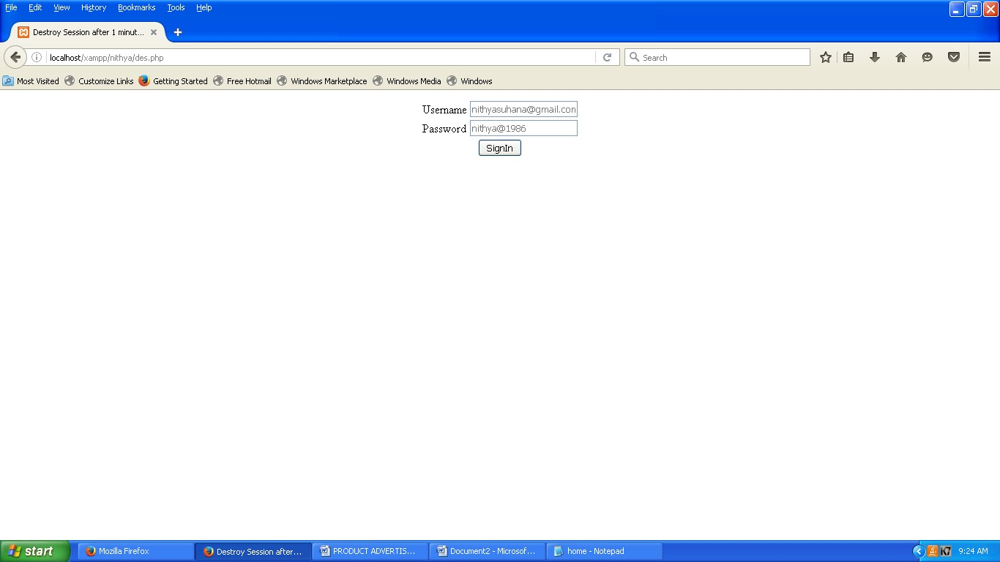 File Edit View History Bookmarks Tools Help
Destroy Session after 1 minut...
localhost/xampp/nithya/des.php
Search
Most Visited Customize Links Getting Started Free Hotmail Windows Marketplace Windows Media Windows
Username nithyasuhana@gmail.con
Password nithya@1986
SignIn
start Mozilla Firefox Destroy Session after... PRODUCT ADVERTIS... Document2 - Microsof... home - Notepad K7 9:24 AM